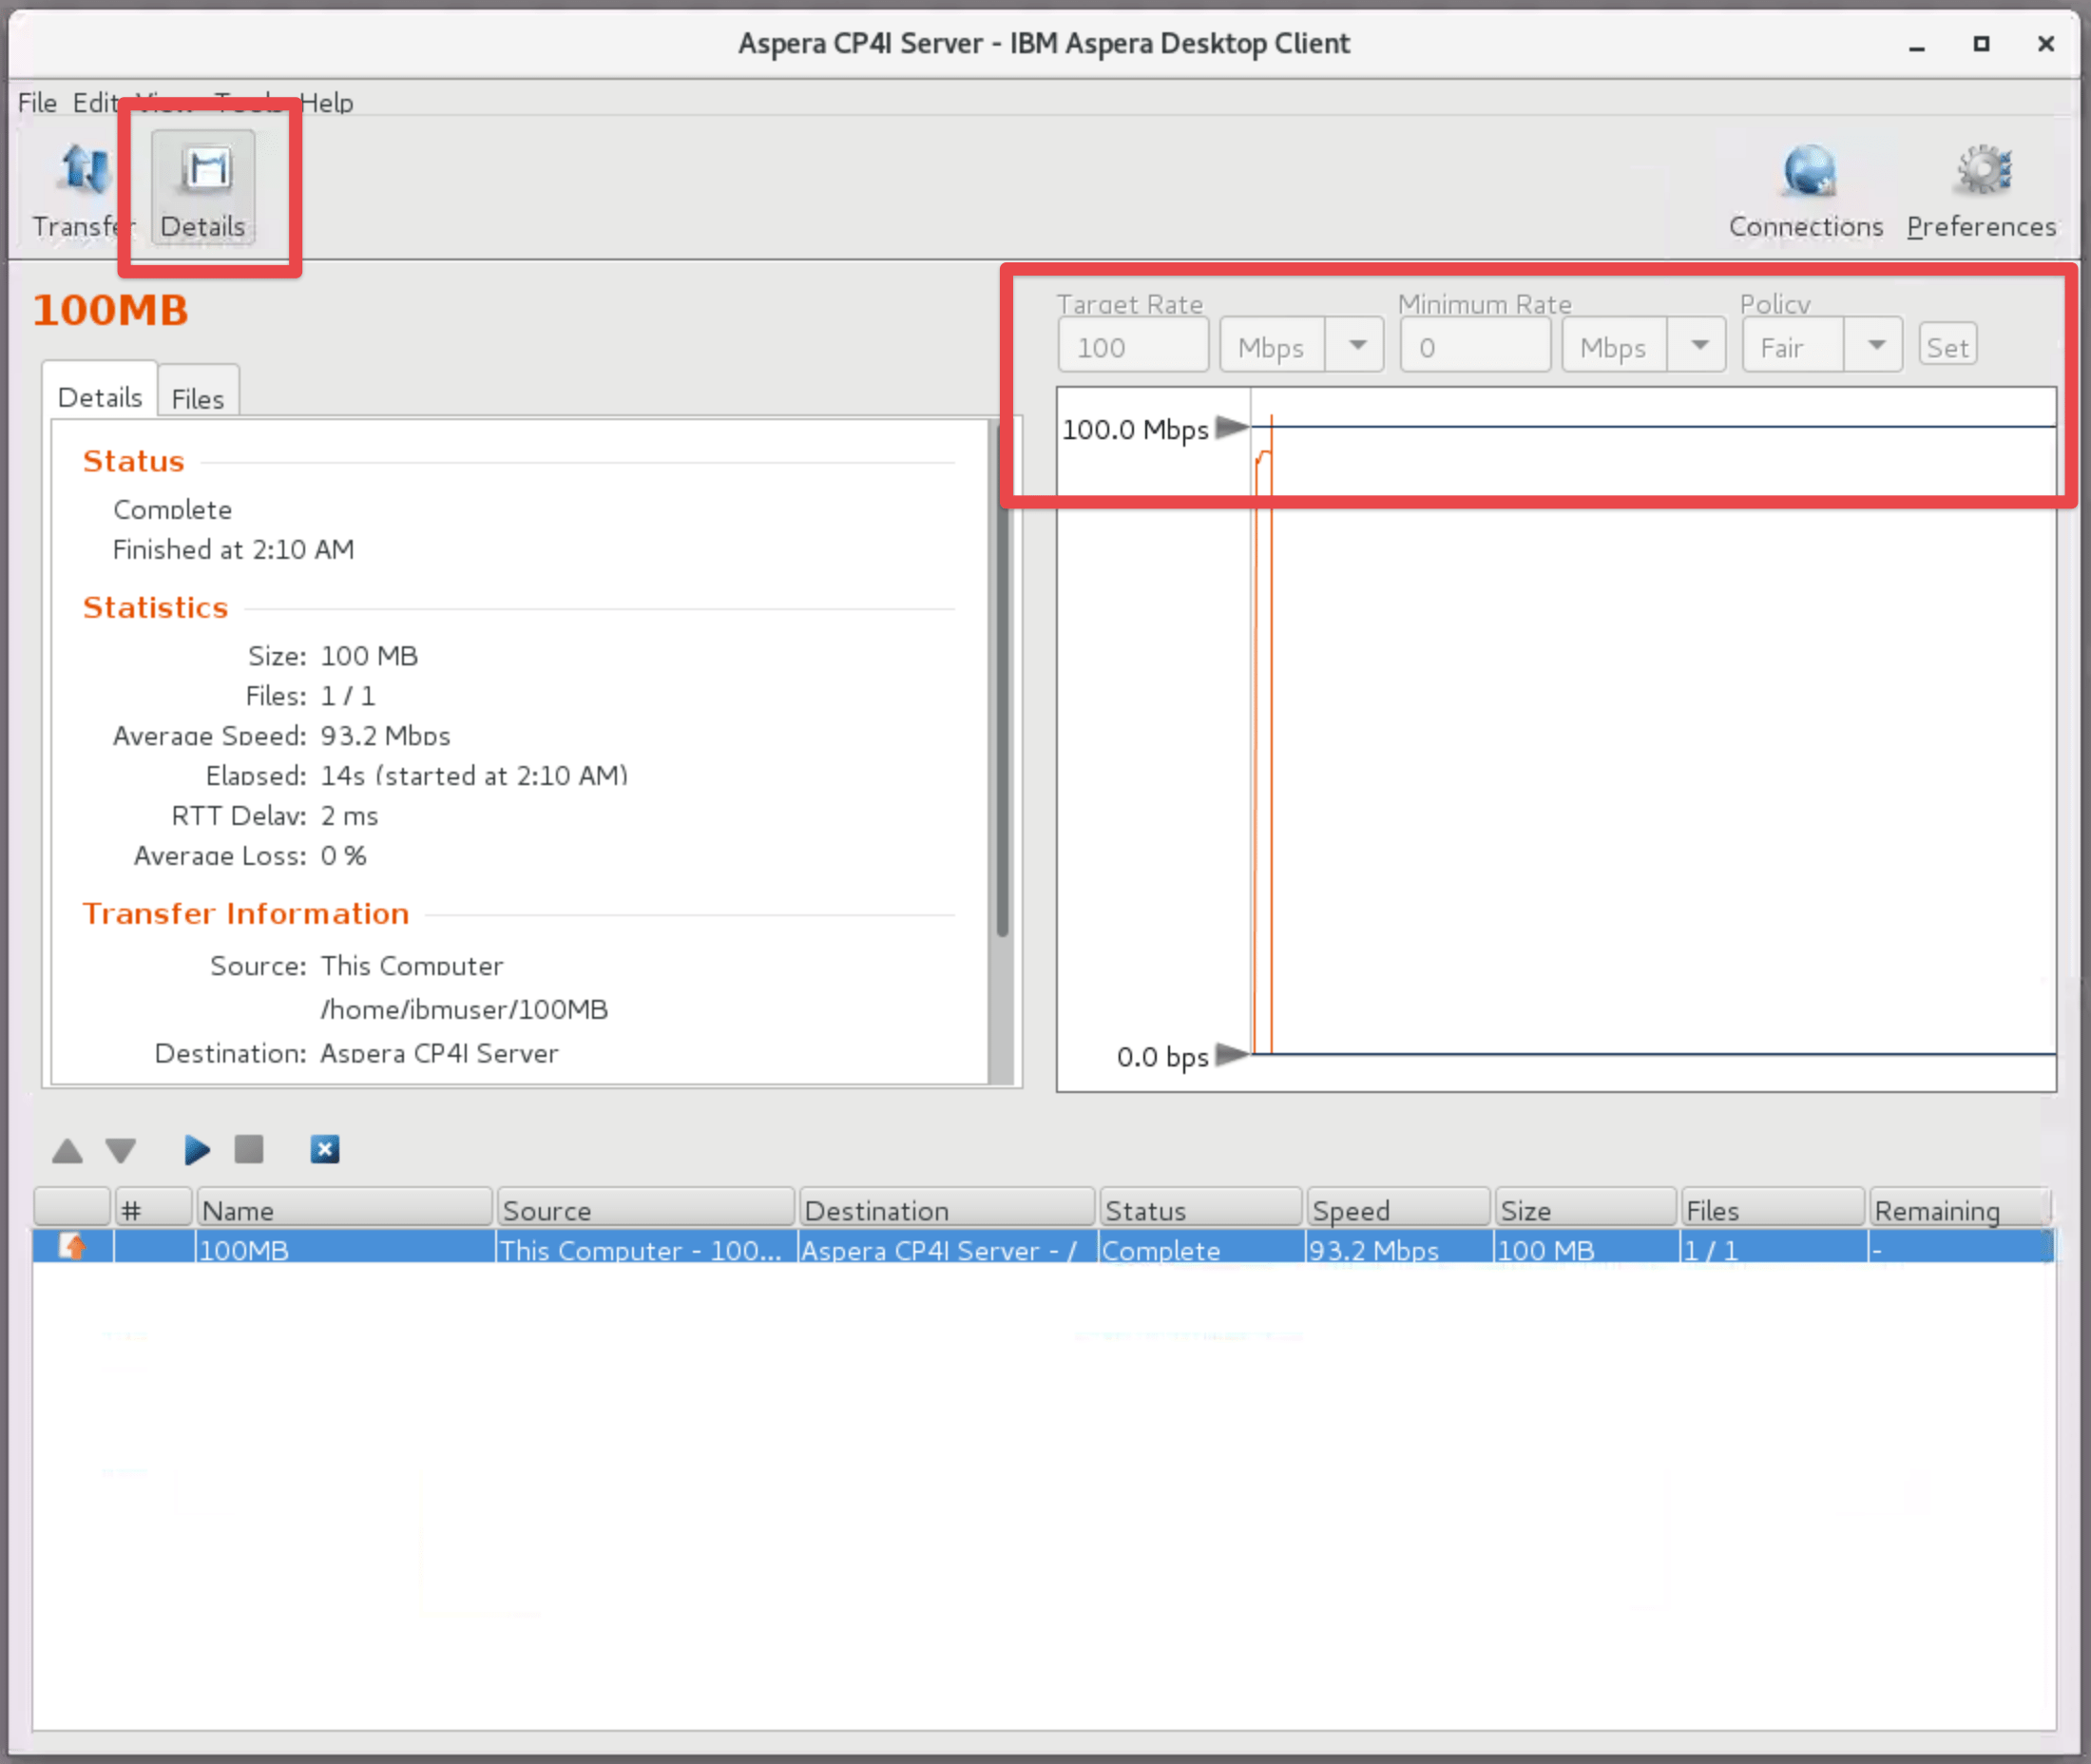 Aspera CP4I Server - IBM Aspera Desktop Client
File Edit View Tools Help
Transfer Details Connections Preferences
100MB
Target Rate Minimum Rate Policy
100 Mbps 0 Mbps Fair Set
Details Files
100.0 Mbps
Status
Complete
Finished at 2:10 AM
Statistics
Size: 100 MB
Files: 1 / 1
Average Speed: 93.2 Mbps
Elapsed: 14s (started at 2:10 AM)
RTT Delay: 2 ms
Average Loss: 0 %
Transfer Information
Source: This Computer
/home/ibmuser/100MB
Destination: Aspera CP4I Server
0.0 bps
# Name Source Destination Status Speed Size Files Remaining
100MB This Computer - 100... Aspera CP4I Server - / Complete 93.2 Mbps 100 MB 1 / 1 -